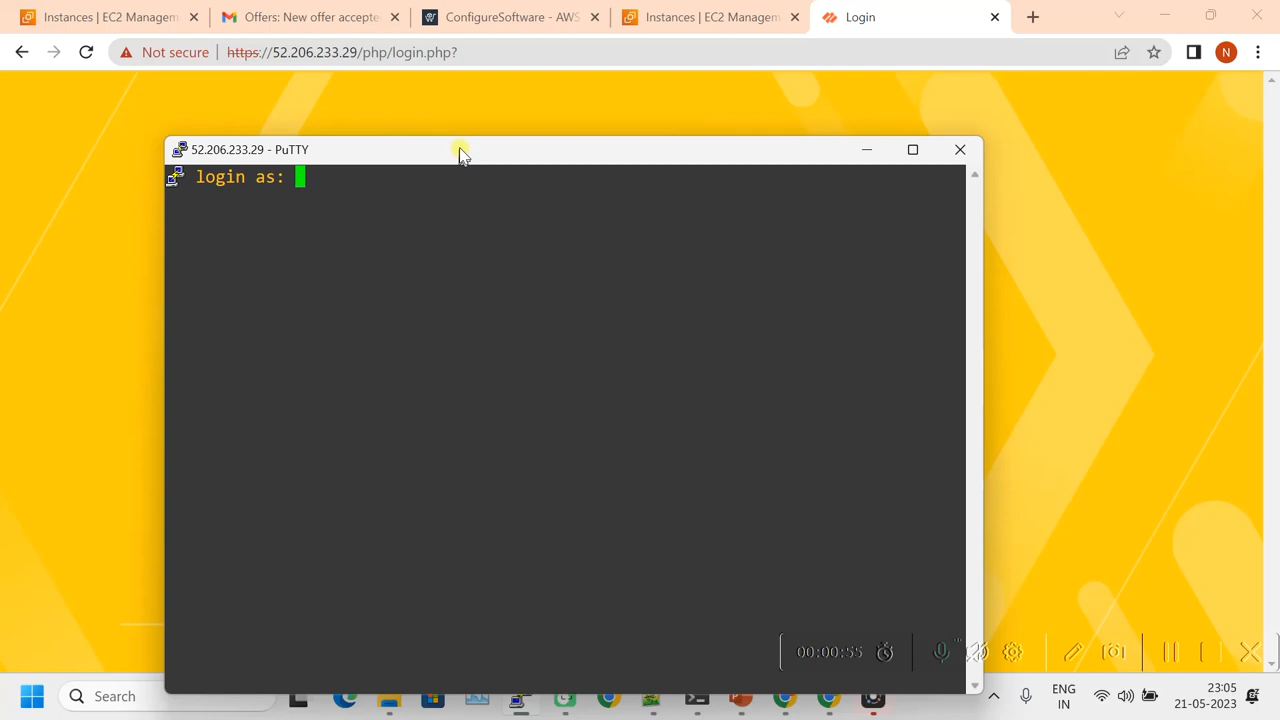 Instances | EC2 Managem
Offers: New offer accepte
ConfigureSoftware - AWS
Instances | EC2 Managem
Login
Not secure
https://52.206.233.29/php/login.php?
N
52.206.233.29 - PuTTY
login as:
00:00:55
Search
ENG
IN
23:05
21-05-2023